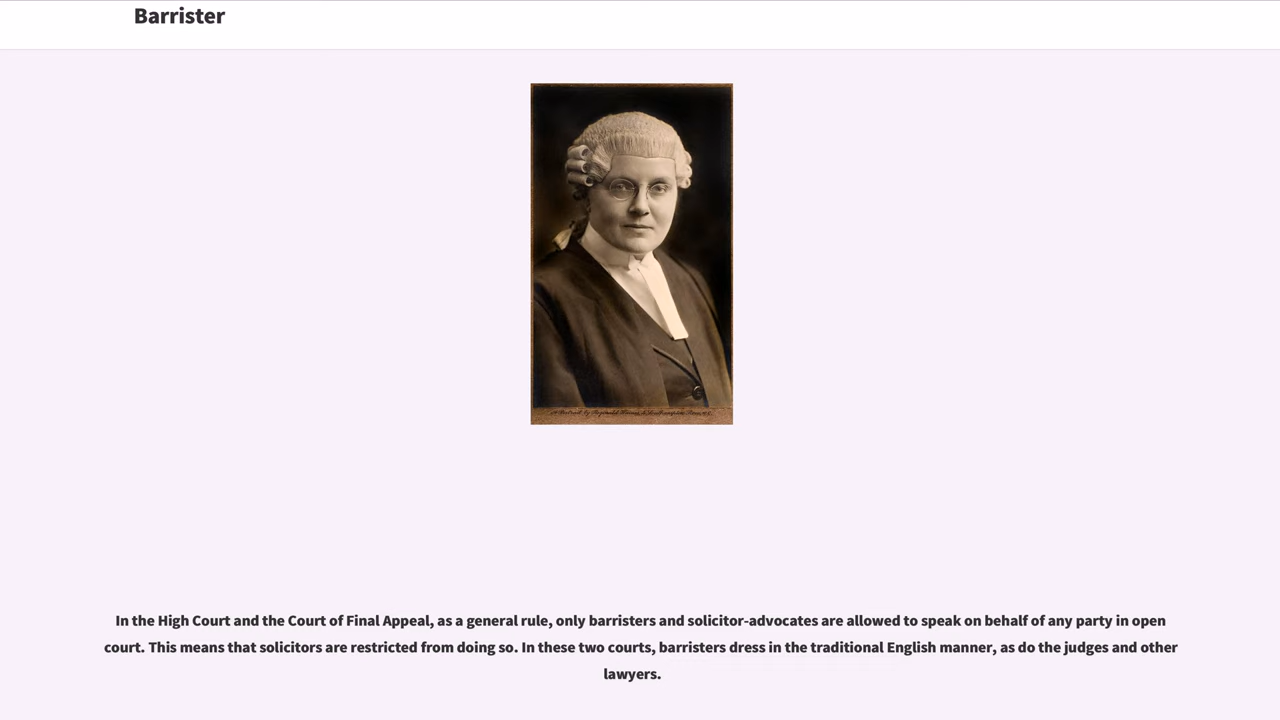 Barrister
In the High Court and the Court of Final Appeal, as a general rule, only barristers and solicitor-advocates are allowed to speak on behalf of any party in open
court. This means that solicitors are restricted from doing so. In these two courts, barristers dress in the traditional English manner, as do the judges and other
lawyers.